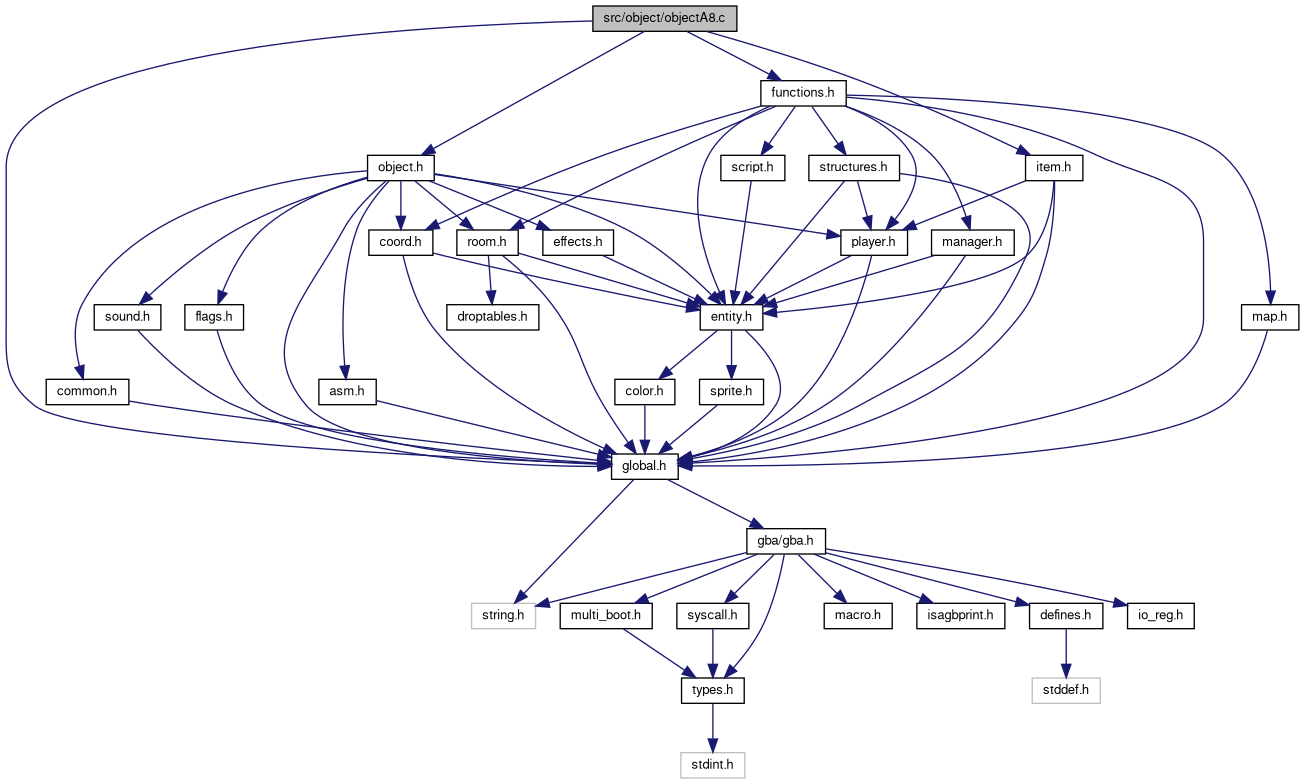 src/object/objectA8.c
functions.h
object.h
script.h
structures.h
item.h
coord.h
room.h
effects.h
player.h
manager.h
sound.h
flags.h
droptables.h
entity.h
map.h
common.h
asm.h
color.h
sprite.h
global.h
gba/gba.h
string.h
multi_boot.h
syscall.h
macro.h
isagbprint.h
defines.h
io_reg.h
types.h
stddef.h
stdint.h